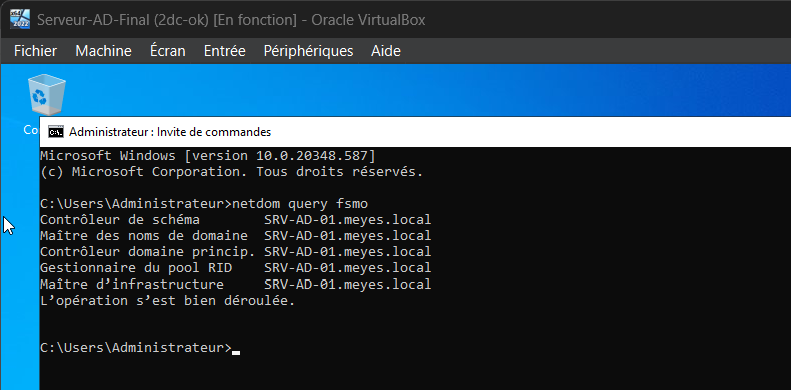 Serveur-AD-Final (2dc-ok) [En fonction] - Oracle VirtualBox
Fichier Machine Écran Entrée Périphériques Aide
Administrateur : Invite de commandes
Microsoft Windows [version 10.0.20348.587]
(c) Microsoft Corporation. Tous droits réservés.
C:\Users\Administrateur>netdom query fsmo
Contrôleur de schéma SRV-AD-01.meyes.local
Maître des noms de domaine SRV-AD-01.meyes.local
Contrôleur domaine princip. SRV-AD-01.meyes.local
Gestionnaire du pool RID SRV-AD-01.meyes.local
Maître d’infrastructure SRV-AD-01.meyes.local
L’opération s’est bien déroulée.
C:\Users\Administrateur>